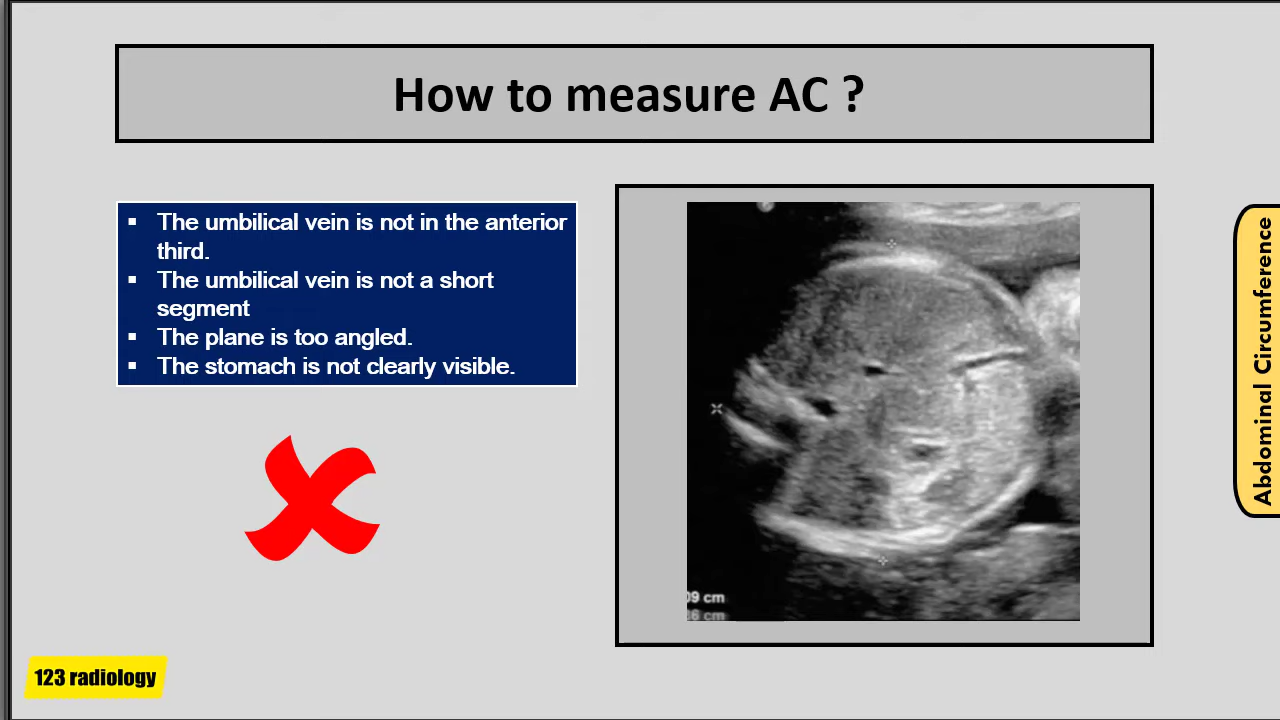 How to measure AC ?
▪ The umbilical vein is not in the anterior
third.
▪ The umbilical vein is not a short
segment
▪ The plane is too angled.
▪ The stomach is not clearly visible.
Abdominal Circumference
09 cm
cm
123 radiology